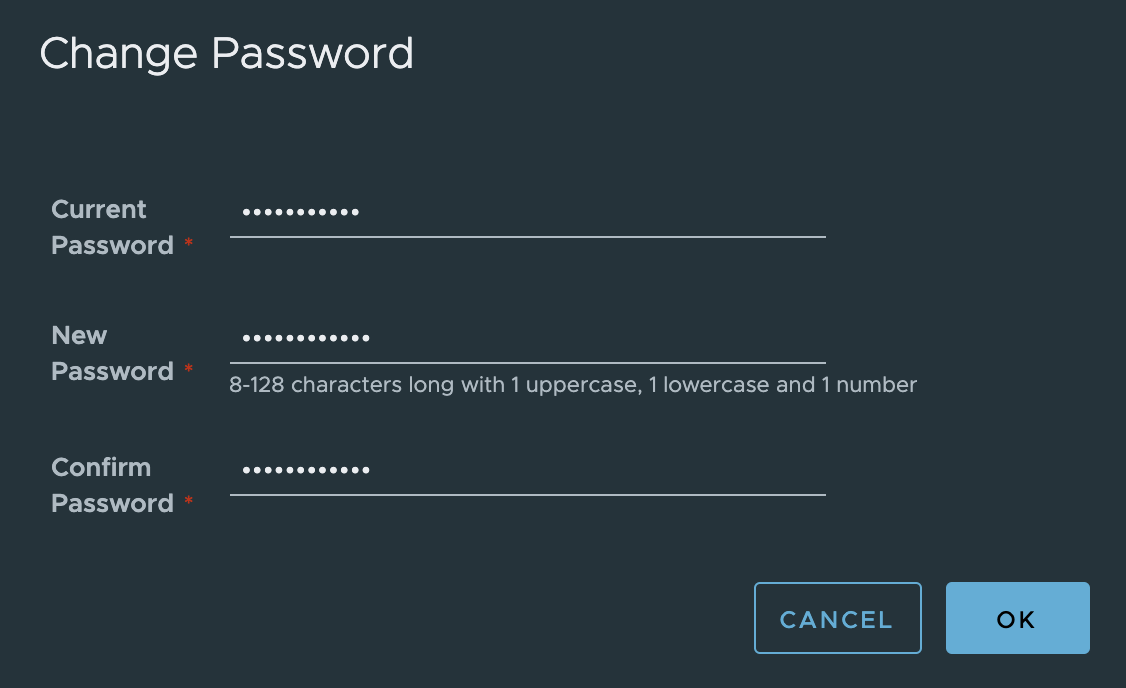 Change Password
Current
Password *
•••••••••••
New
Password *
••••••••••••
8-128 characters long with 1 uppercase, 1 lowercase and 1 number
Confirm
Password *
••••••••••••
CANCEL
OK